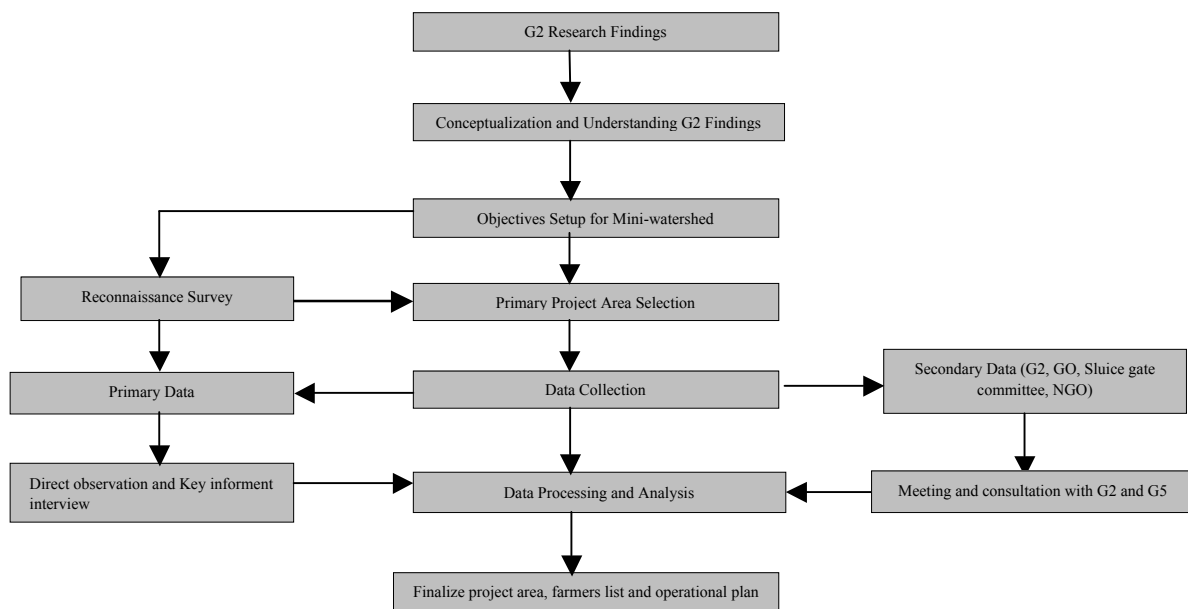 G2 Research Findings
Conceptualization and Understanding G2 Findings
Objectives Setup for Mini-watershed
Reconnaissance Survey
Primary Project Area Selection
Primary Data
Data Collection
Secondary Data (G2, GO, Sluice gate
committee, NGO)
Direct observation and Key informent
interview
Data Processing and Analysis
Meeting and consultation with G2 and G5
Finalize project area, farmers list and operational plan